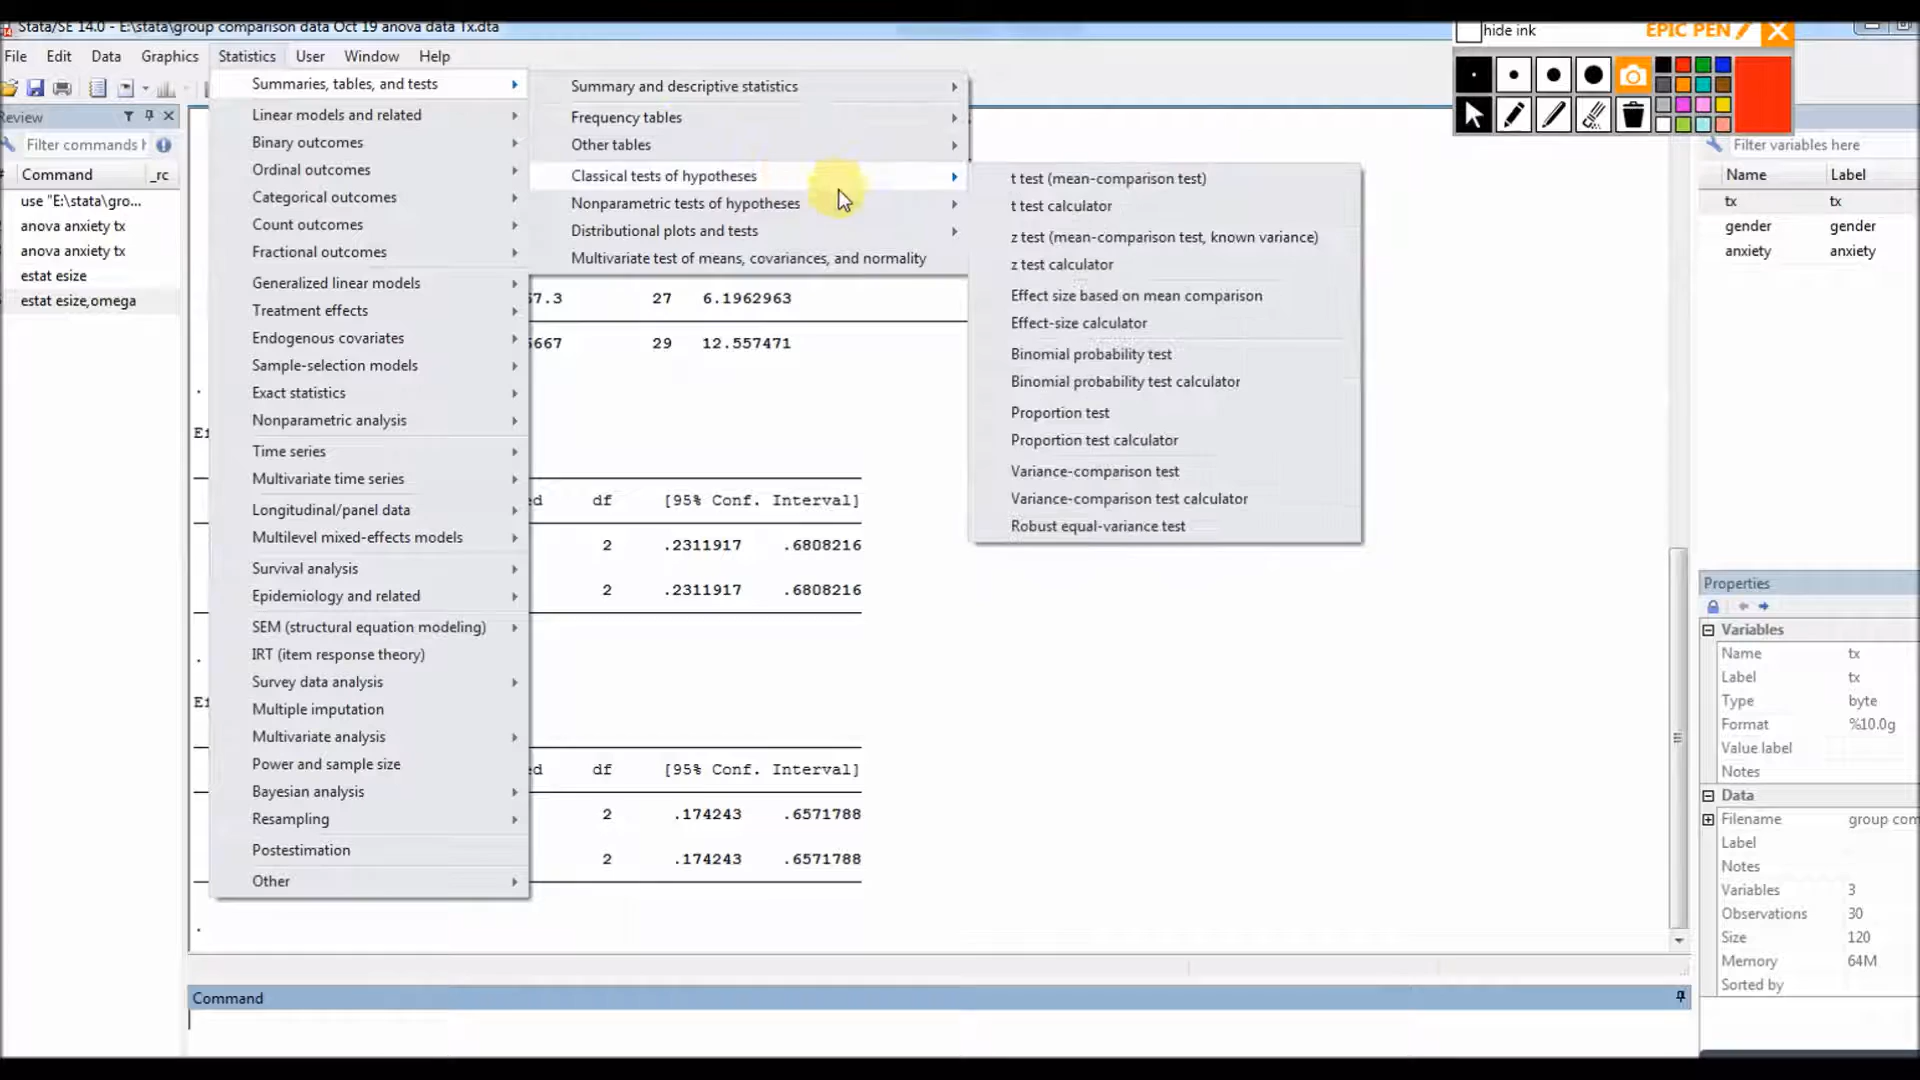 Stata/SE 14.0 - E:\stata\group comparison data Oct 19 anova data Tx.dta
hide ink
EPIC PEN
File Edit Data Graphics Statistics User Window Help
Review
Filter commands
Command _rc
use "E:\stata\gro...
anova anxiety tx
anova anxiety tx
estat esize
estat esize,omega
Summaries, tables, and tests
Linear models and related
Binary outcomes
Ordinal outcomes
Categorical outcomes
Count outcomes
Fractional outcomes
Generalized linear models
Treatment effects
Endogenous covariates
Sample-selection models
Exact statistics
Nonparametric analysis
Time series
Multivariate time series
Longitudinal/panel data
Multilevel mixed-effects models
Survival analysis
Epidemiology and related
SEM (structural equation modeling)
IRT (item response theory)
Survey data analysis
Multiple imputation
Multivariate analysis
Power and sample size
Bayesian analysis
Resampling
Postestimation
Other
Summary and descriptive statistics
Frequency tables
Other tables
Classical tests of hypotheses
Nonparametric tests of hypotheses
Distributional plots and tests
Multivariate test of means, covariances, and normality
t test (mean-comparison test)
t test calculator
z test (mean-comparison test, known variance)
z test calculator
Effect size based on mean comparison
Effect-size calculator
Binomial probability test
Binomial probability test calculator
Proportion test
Proportion test calculator
Variance-comparison test
Variance-comparison test calculator
Robust equal-variance test
7.3 27 6.1962963
667 29 12.557471
df [95% Conf. Interval]
2 .2311917 .6808216
2 .2311917 .6808216
df [95% Conf. Interval]
2 .174243 .6571788
2 .174243 .6571788
Command
Filter variables here
Name Label
tx tx
gender gender
anxiety anxiety
Properties
Variables
Name tx
Label tx
Type byte
Format %10.0g
Value label
Notes
Data
Filename group com
Label
Notes
Variables 3
Observations 30
Size 120
Memory 64M
Sorted by